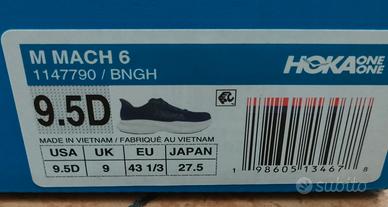 M MACH 6
1147790 / BNGH
HOKA ONE ONE
9.5D
MADE IN VIETNAM / FABRIQUÉ AU VIETNAM
USA UK EU JAPAN
9.5D 9 43 1/3 27.5
1 98605 13467 8
subito